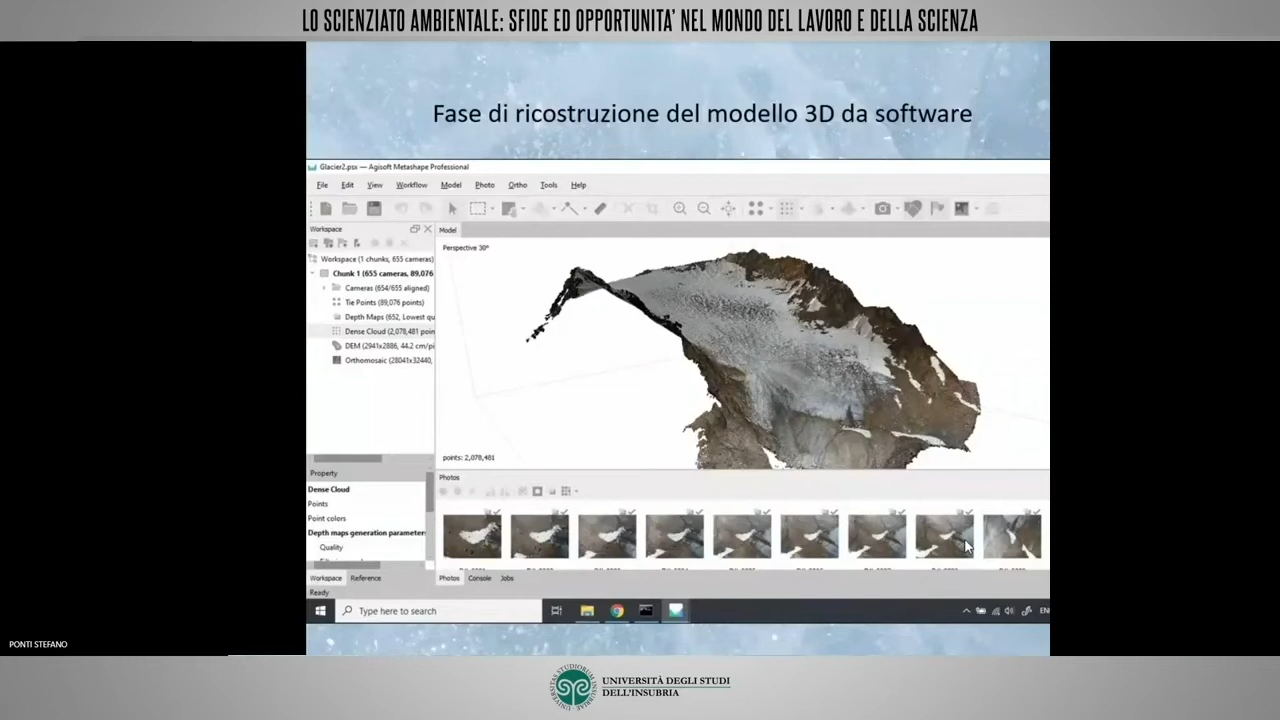 LO SCIENZIATO AMBIENTALE: SFIDE ED OPPORTUNITA' NEL MONDO DEL LAVORO E DELLA SCIENZA
Fase di ricostruzione del modello 3D da software
Glacier2.psx — Agisoft Metashape Professional
File Edit View Workflow Model Photo Ortho Tools Help
Workspace
Model
Workspace (1 chunks, 655 cameras)
Perspective 30°
Chunk 1 (655 cameras, 89,076
Cameras (654/655 aligned)
Tie Points (89,076 points)
Depth Maps (652, Lowest qu
Dense Cloud (2,078,481 poin
DEM (2941x2886, 44.2 cm/pi
Orthomosaic (28041x32440,
points: 2,078,481
Property
Photos
Dense Cloud
Points
Point colors
Depth maps generation parameter
Quality
Workspace Reference
Photos Console Jobs
Ready
Type here to search
EN
PONTI STEFANO
UNIVERSITÀ DEGLI STUDI
DELL'INSUBRIA